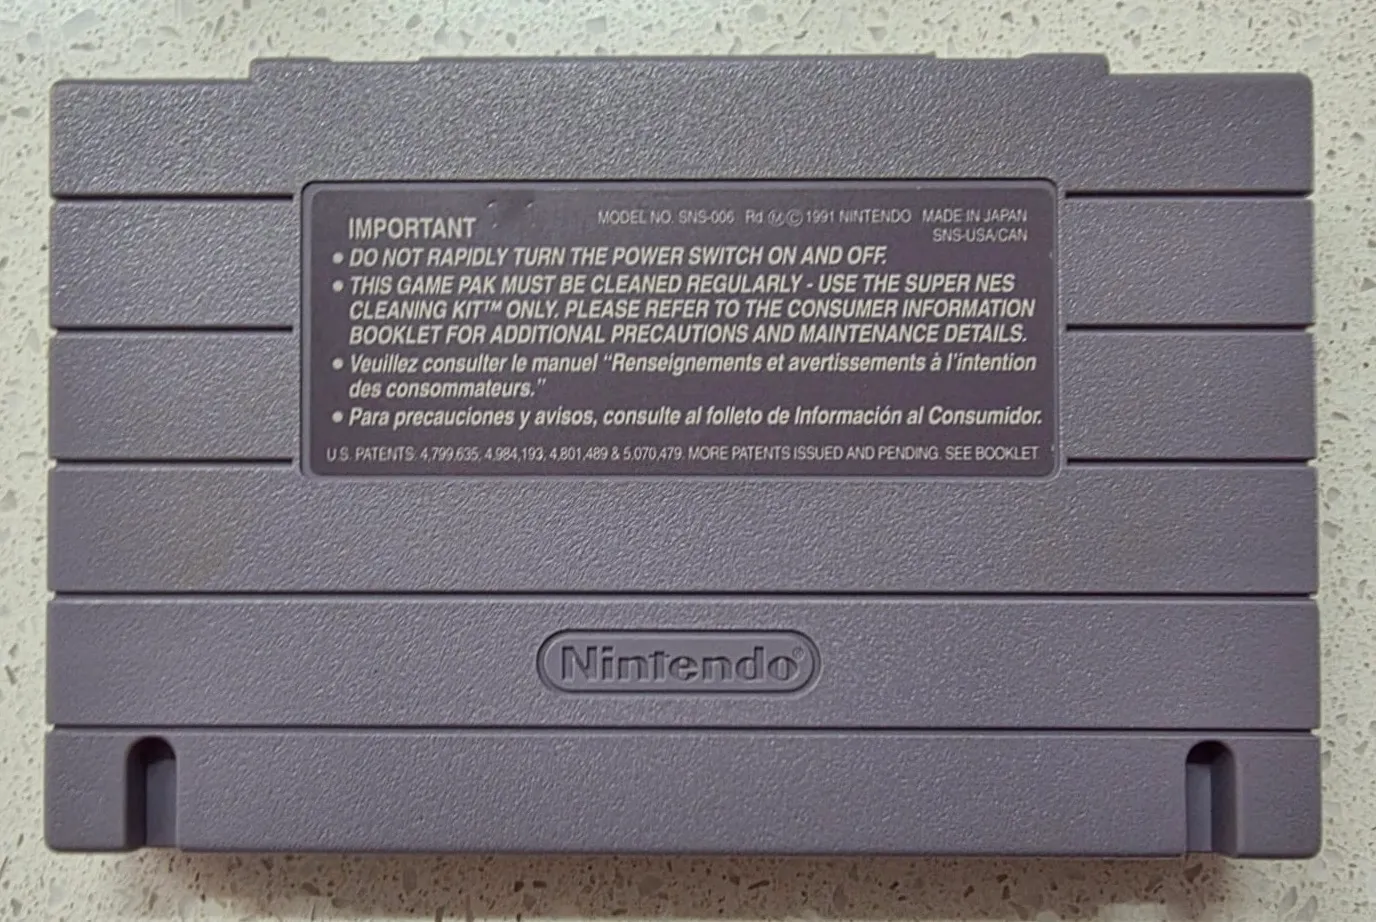 IMPORTANT
MODEL NO. SNS-006 Rd Ⓜ© 1991 NINTENDO MADE IN JAPAN
SNS-USA/CAN
• DO NOT RAPIDLY TURN THE POWER SWITCH ON AND OFF.
• THIS GAME PAK MUST BE CLEANED REGULARLY - USE THE SUPER NES
CLEANING KIT™ ONLY. PLEASE REFER TO THE CONSUMER INFORMATION
BOOKLET FOR ADDITIONAL PRECAUTIONS AND MAINTENANCE DETAILS.
• Veuillez consulter le manuel “Renseignements et avertissements à l’intention
des consommateurs.”
• Para precauciones y avisos, consulte al folleto de Información al Consumidor.
U.S. PATENTS: 4,799,635, 4,984,193, 4,801,489 & 5,070,479. MORE PATENTS ISSUED AND PENDING. SEE BOOKLET.
Nintendo®